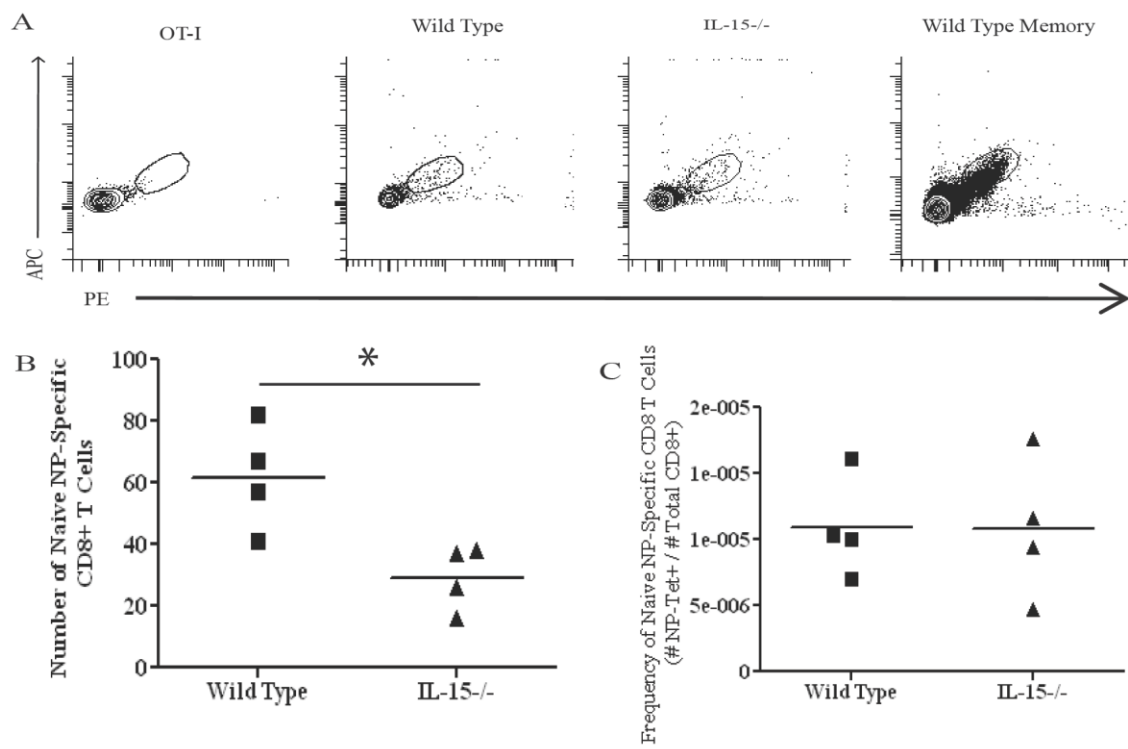 A
OT-I
Wild Type
IL-15-/-
Wild Type Memory
APC
PE
B
Number of Naive NP-Specific
CD8+ T Cells
100
80
60
40
20
0
*
Wild Type
IL-15-/-
C
Frequency of Naive NP-Specific CD8 T Cells
(#NP-Tet+ / #Total CD8+)
2e-005
1e-005
1e-005
5e-006
0
Wild Type
IL-15-/-